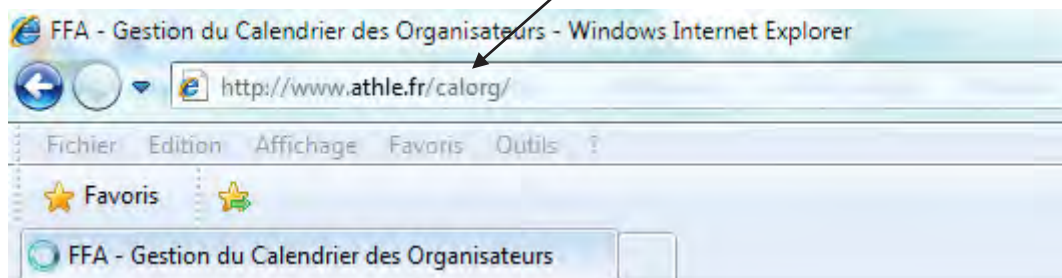 FFA - Gestion du Calendrier des Organisateurs - Windows Internet Explorer
http://www.athle.fr/calorg/
Fichier Edition Affichage Favoris Outils ?
Favoris
FFA - Gestion du Calendrier des Organisateurs